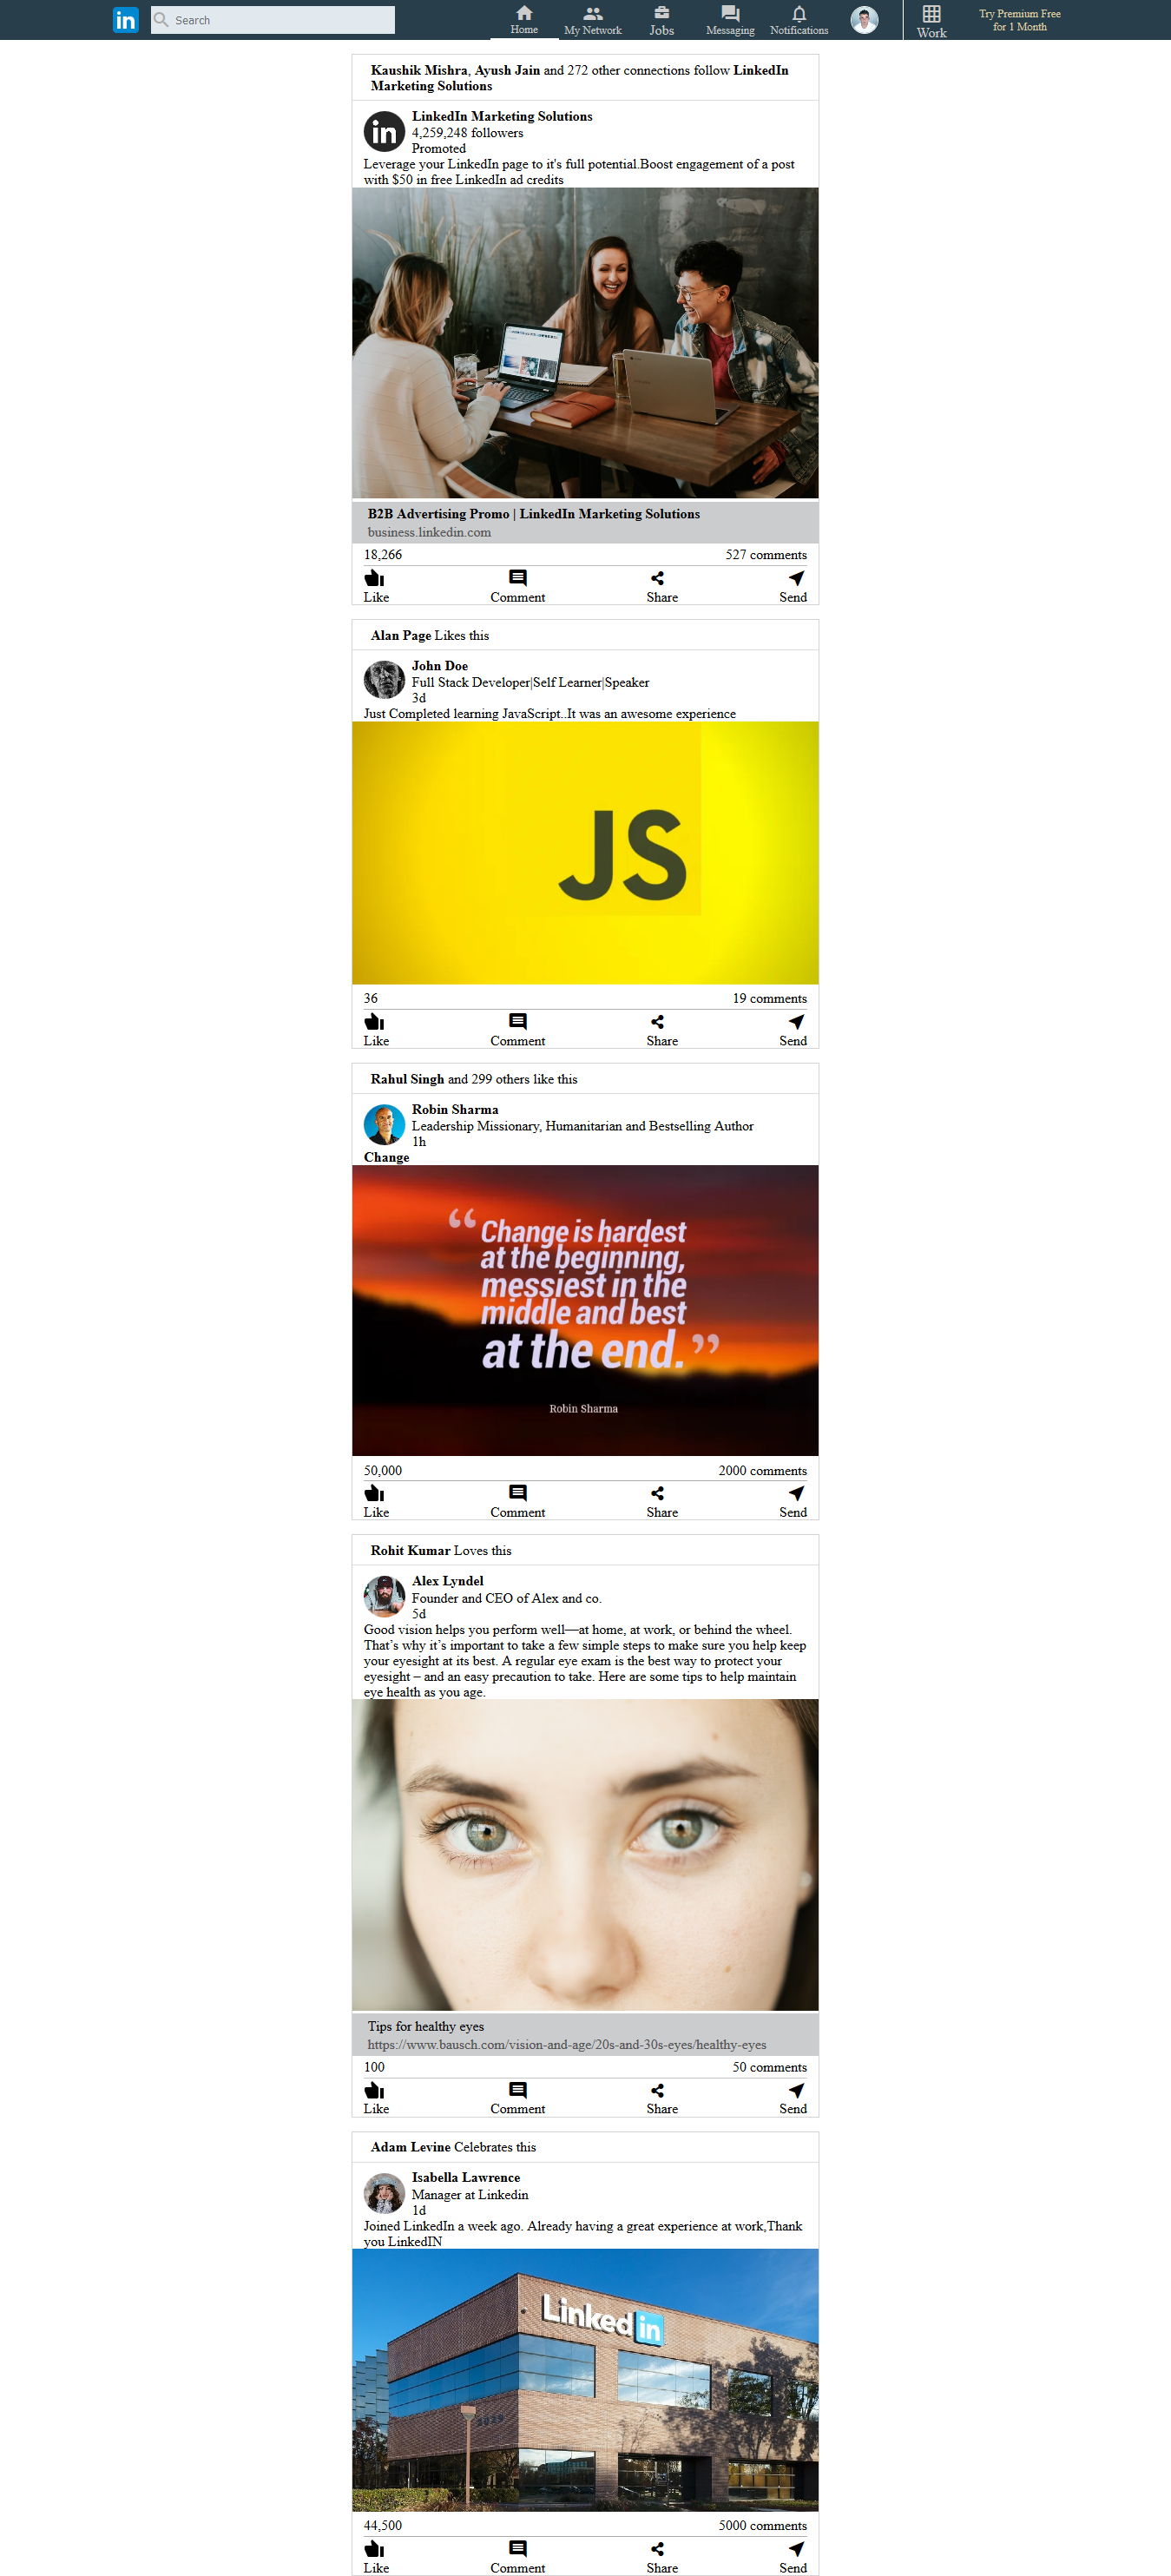 in Search Home My Network Jobs Messaging Notifications Work Try Premium Free
for 1 Month
Kaushik Mishra, Ayush Jain and 272 other connections follow LinkedIn
Marketing Solutions
in
LinkedIn Marketing Solutions
4,259,248 followers
Promoted
Leverage your LinkedIn page to it's full potential.Boost engagement of a post
with $50 in free LinkedIn ad credits
B2B Advertising Promo | LinkedIn Marketing Solutions
business.linkedin.com
18,266 527 comments
Like Comment Share Send
Alan Page Likes this
John Doe
Full Stack Developer|Self Learner|Speaker
3d
Just Completed learning JavaScript..It was an awesome experience
JS
36 19 comments
Like Comment Share Send
Rahul Singh and 299 others like this
Robin Sharma
Leadership Missionary, Humanitarian and Bestselling Author
1h
Change
“Change is hardest
at the beginning,
messiest in the
middle and best
at the end.”
Robin Sharma
50,000 2000 comments
Like Comment Share Send
Rohit Kumar Loves this
Alex Lyndel
Founder and CEO of Alex and co.
5d
Good vision helps you perform well—at home, at work, or behind the wheel.
That’s why it’s important to take a few simple steps to make sure you help keep
your eyesight at its best. A regular eye exam is the best way to protect your
eyesight – and an easy precaution to take. Here are some tips to help maintain
eye health as you age.
Tips for healthy eyes
https://www.bausch.com/vision-and-age/20s-and-30s-eyes/healthy-eyes
100 50 comments
Like Comment Share Send
Adam Levine Celebrates this
Isabella Lawrence
Manager at Linkedin
1d
Joined LinkedIn a week ago. Already having a great experience at work,Thank
you LinkedIN
Linked in
44,500 5000 comments
Like Comment Share Send